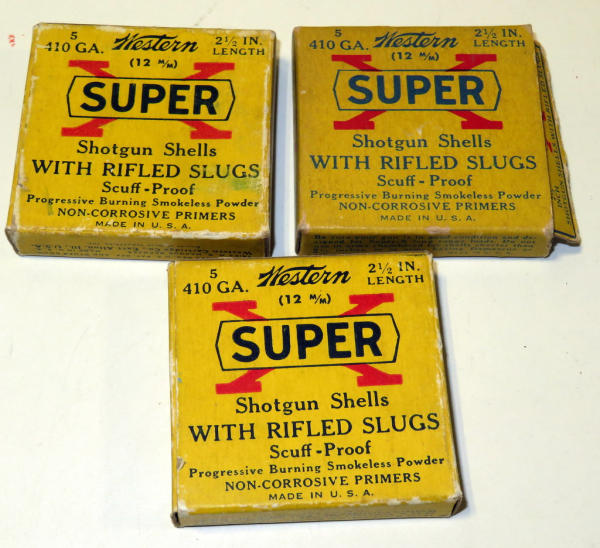 5 Western 2½ IN.
410 GA. (12 M/M) LENGTH
X
SUPER
Shotgun Shells
WITH RIFLED SLUGS
Scuff-Proof
Progressive Burning Smokeless Powder
NON-CORROSIVE PRIMERS
MADE IN U. S. A.
5 Western 2½ IN.
410 GA. (12 M/M) LENGTH
X
SUPER
Shotgun Shells
WITH RIFLED SLUGS
Scuff-Proof
Progressive Burning Smokeless Powder
NON-CORROSIVE PRIMERS
MADE IN U. S. A.
5 Western 2½ IN.
410 GA. (12 M/M) LENGTH
X
SUPER
Shotgun Shells
WITH RIFLED SLUGS
Scuff-Proof
Progressive Burning Smokeless Powder
NON-CORROSIVE PRIMERS
MADE IN U. S. A.